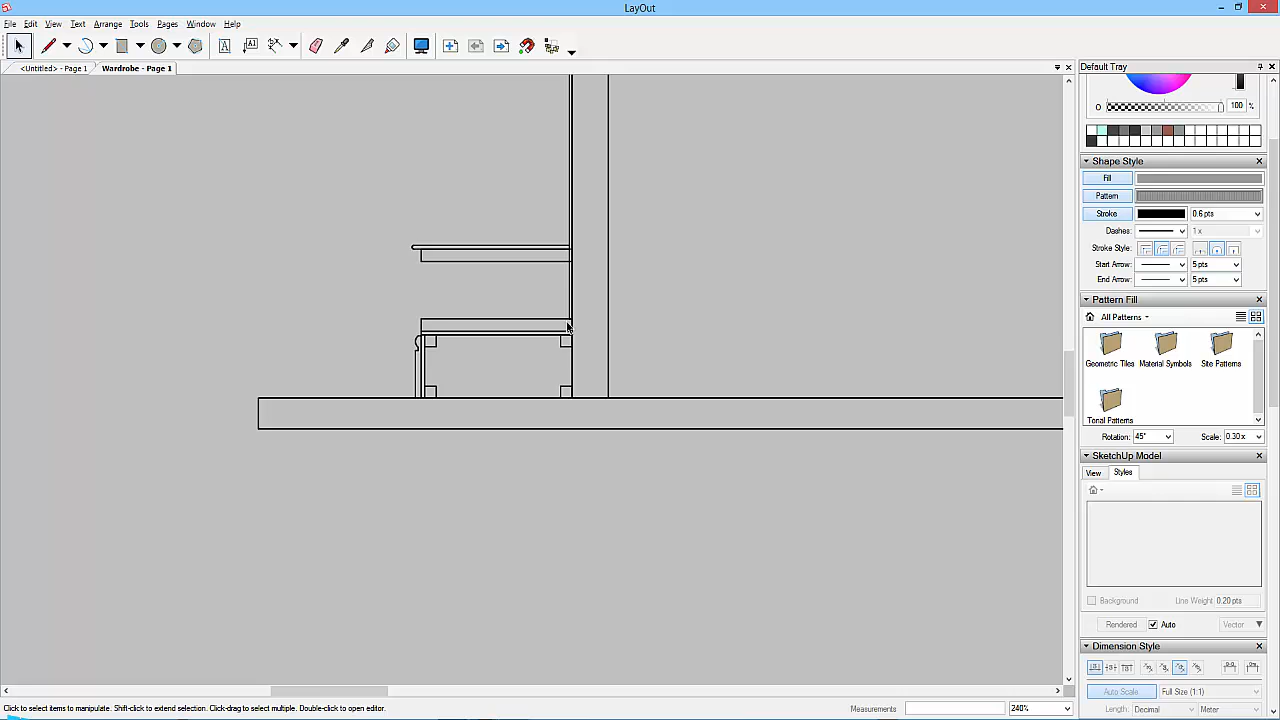 LayOut
File Edit View Text Arrange Tools Pages Window Help
<Untitled> - Page 1 Wardrobe - Page 1
Default Tray
O 100 %
Shape Style
Fill
Pattern
Stroke 0.6 pts
Dashes: 1 x
Stroke Style:
Start Arrow: 5 pts
End Arrow: 5 pts
Pattern Fill
All Patterns
Geometric Tiles Material Symbols Site Patterns
Tonal Patterns
Rotation: 45° Scale: 0.30 x
SketchUp Model
View Styles
Background Line Weight 0.20 pts
Rendered Auto Vector
Dimension Style
Auto Scale Full Size (1:1)
Length: Decimal Meter
Click to select items to manipulate. Shift-click to extend selection. Click-drag to select multiple. Double-click to open editor. Measurements 240%